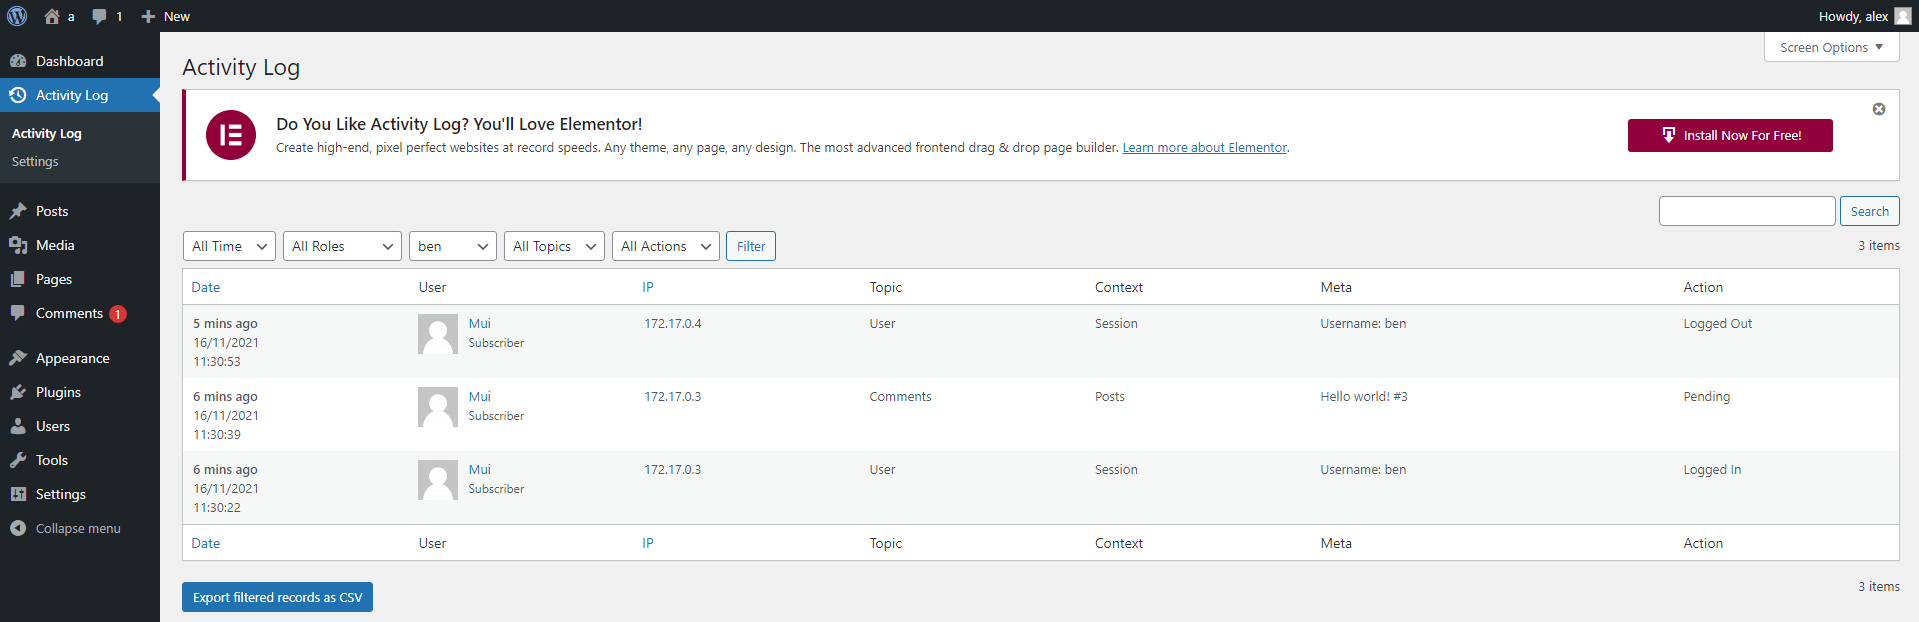 a 1 New Howdy, alex
Screen Options
Dashboard
Activity Log
Activity Log
Settings
Posts
Media
Pages
Comments 1
Appearance
Plugins
Users
Tools
Settings
Collapse menu
Activity Log
Do You Like Activity Log? You'll Love Elementor!
Create high-end, pixel perfect websites at record speeds. Any theme, any page, any design. The most advanced frontend drag & drop page builder. Learn more about Elementor.
Install Now For Free!
Search
All Time All Roles ben All Topics All Actions Filter 3 items
Date User IP Topic Context Meta Action
5 mins ago Mui 172.17.0.4 User Session Username: ben Logged Out
16/11/2021 Subscriber
11:30:53
6 mins ago Mui 172.17.0.3 Comments Posts Hello world! #3 Pending
16/11/2021 Subscriber
11:30:39
6 mins ago Mui 172.17.0.3 User Session Username: ben Logged In
16/11/2021 Subscriber
11:30:22
Date User IP Topic Context Meta Action
Export filtered records as CSV 3 items